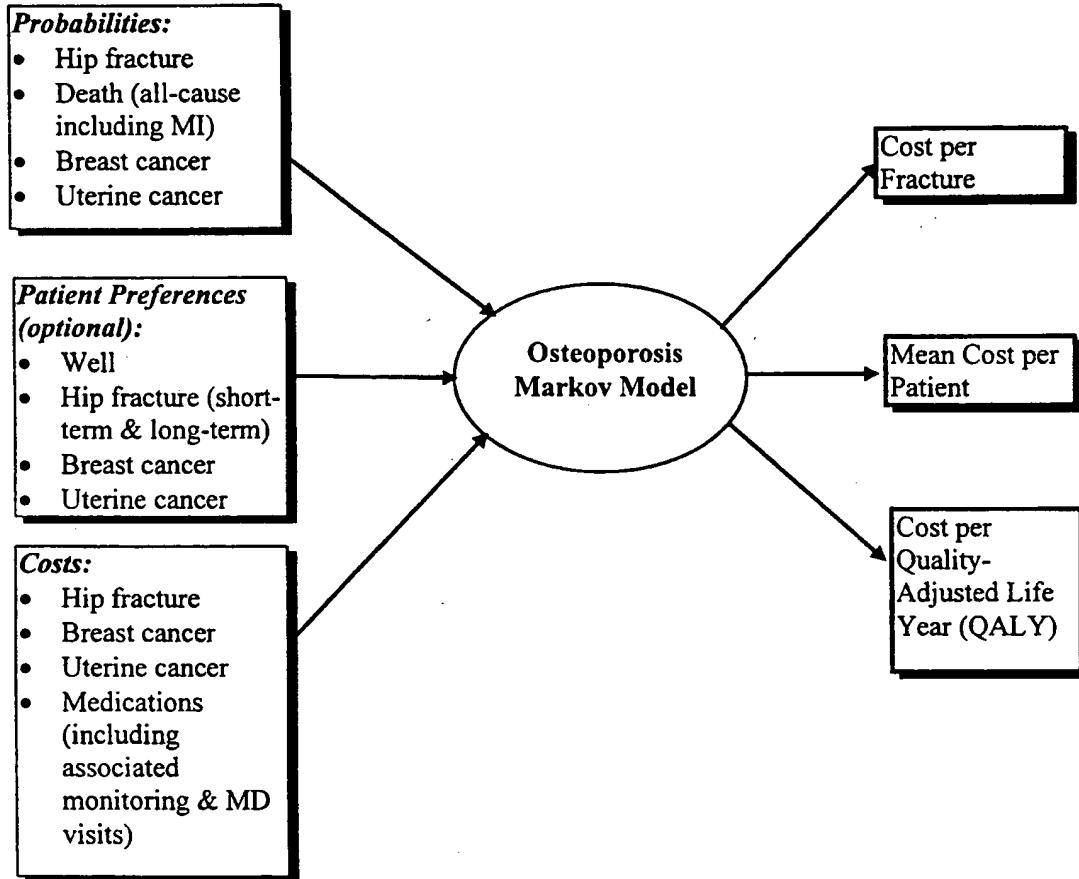 Probabilities:
• Hip fracture
• Death (all-cause
including MI)
• Breast cancer
• Uterine cancer
Patient Preferences
(optional):
• Well
• Hip fracture (short-
term & long-term)
• Breast cancer
• Uterine cancer
Costs:
• Hip fracture
• Breast cancer
• Uterine cancer
• Medications
(including
associated
monitoring & MD
visits)
Osteoporosis
Markov Model
Cost per
Fracture
Mean Cost per
Patient
Cost per
Quality-
Adjusted Life
Year (QALY)